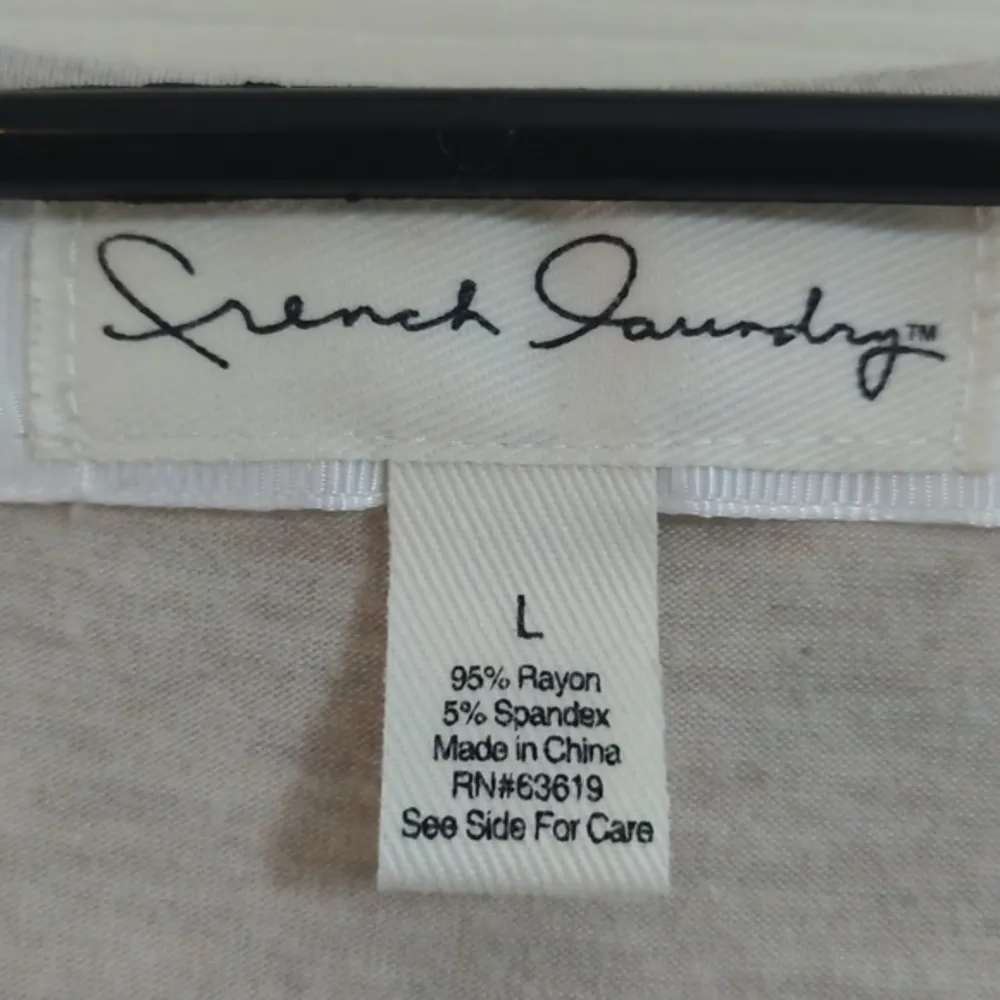 French Laundry™
L
95% Rayon
5% Spandex
Made in China
RN#63619
See Side For Care